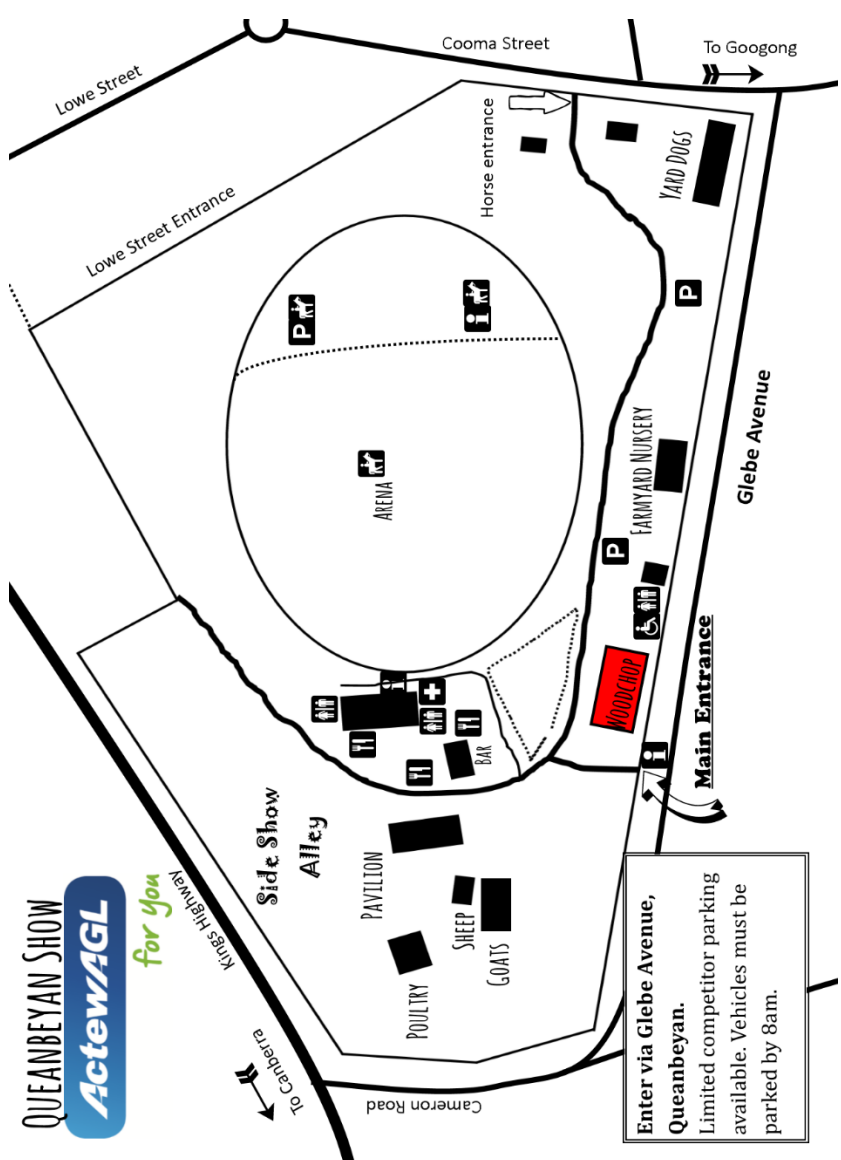 QUEANBEYAN SHOW
ActewAGL
for you
Lowe Street
Cooma Street
To Googong
Horse entrance
YARD DOGS
Lowe Street Entrance
P
i
P
ARENA
FARMYARD NURSERY
P
Glebe Avenue
WOODCHOP
i
Main Entrance
i
BAR
Side Show
Alley
PAVILION
SHEEP
GOATS
POULTRY
Kings Highway
To Canberra
Cameron Road
Enter via Glebe Avenue,
Queanbeyan.
Limited competitor parking
available. Vehicles must be
parked by 8am.